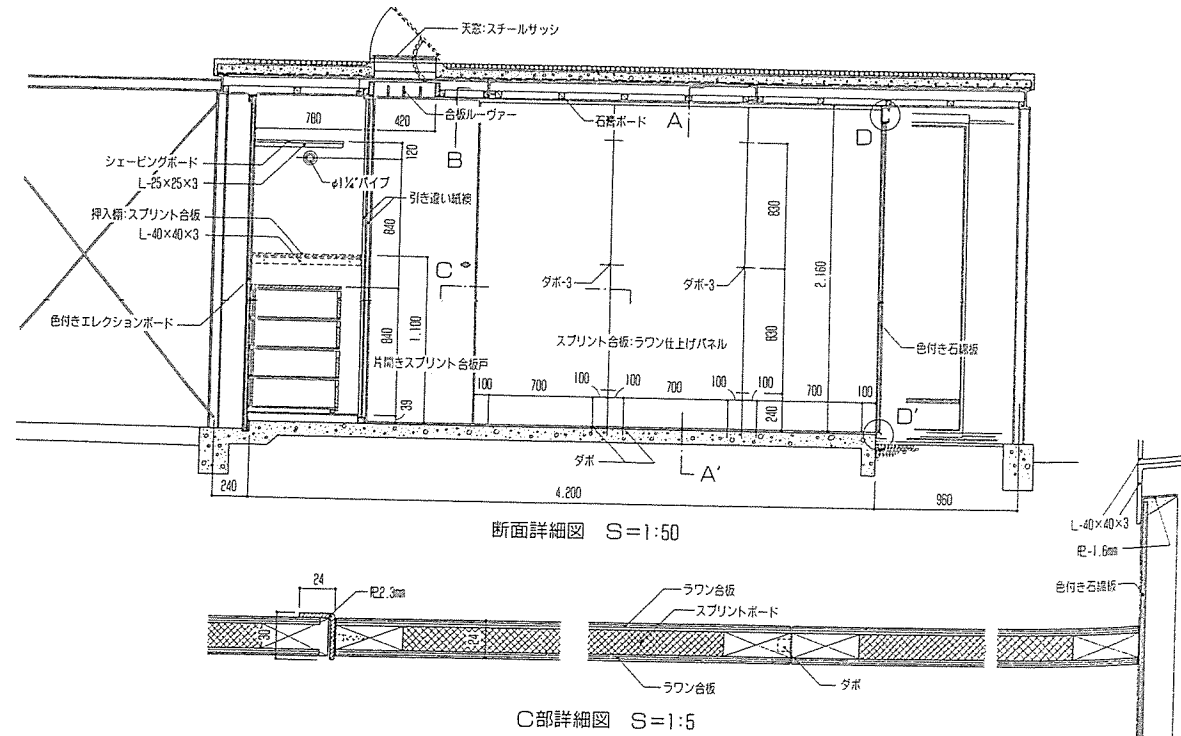 天窓:スチールサッシ
合板ルーヴァー
石膏ボード
A
D
B
760
420
120
シェービングボード
L-25×25×3
φ1¼"パイプ
引き違い紙襖
押入棚:スプリント合板
L-40×40×3
840
830
2.160
C
ダボ-3
ダボ-3
色付きエレクションボード
840
1.100
片開きスプリント合板戸
スプリント合板:ラワン仕上げパネル
830
色付き石綿板
100
700
100
100
700
100
100
700
100
39
240
D'
ダボ
A'
240
4.200
960
断面詳細図 S=1:50
L-40×40×3
PL-1.6mm
色付き石綿板
24
PL2.3mm
30
24
ラワン合板
スプリントボード
ラワン合板
ダボ
C部詳細図 S=1:5